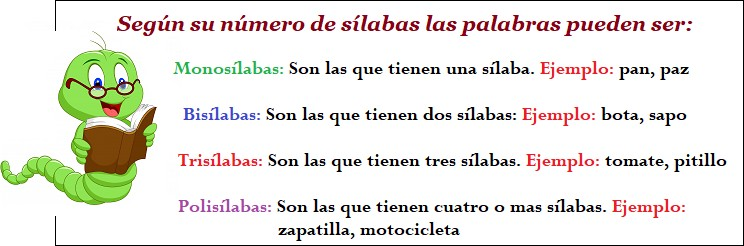 Según su número de sílabas las palabras pueden ser:
Monosílabas: Son las que tienen una sílaba. Ejemplo: pan, paz
Bisílabas: Son las que tienen dos sílabas: Ejemplo: bota, sapo
Trisílabas: Son las que tienen tres sílabas. Ejemplo: tomate, pitillo
Polisílabas: Son las que tienen cuatro o mas sílabas. Ejemplo:
zapatilla, motocicleta